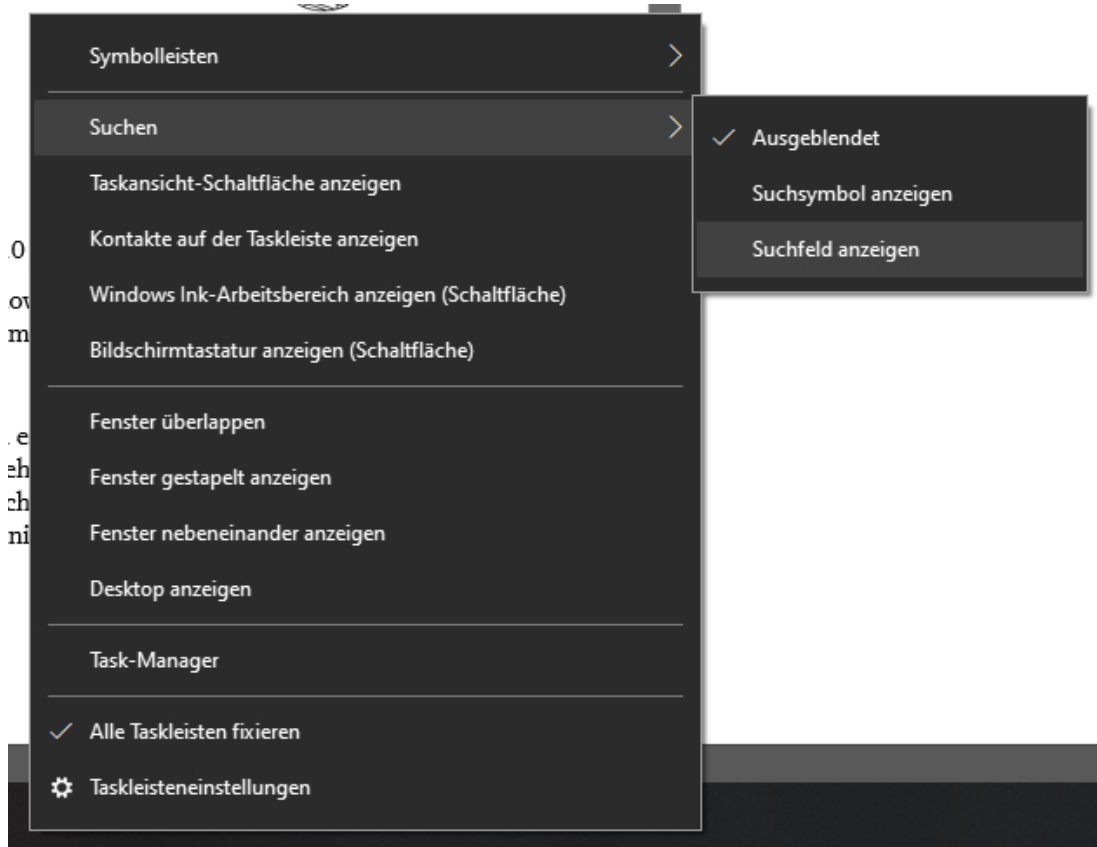 Symbolleisten
Suchen
Ausgeblendet
Suchsymbol anzeigen
Suchfeld anzeigen
Taskansicht-Schaltfläche anzeigen
Kontakte auf der Taskleiste anzeigen
Windows Ink-Arbeitsbereich anzeigen (Schaltfläche)
Bildschirmtastatur anzeigen (Schaltfläche)
Fenster überlappen
Fenster gestapelt anzeigen
Fenster nebeneinander anzeigen
Desktop anzeigen
Task-Manager
Alle Taskleisten fixieren
Taskleisteneinstellungen